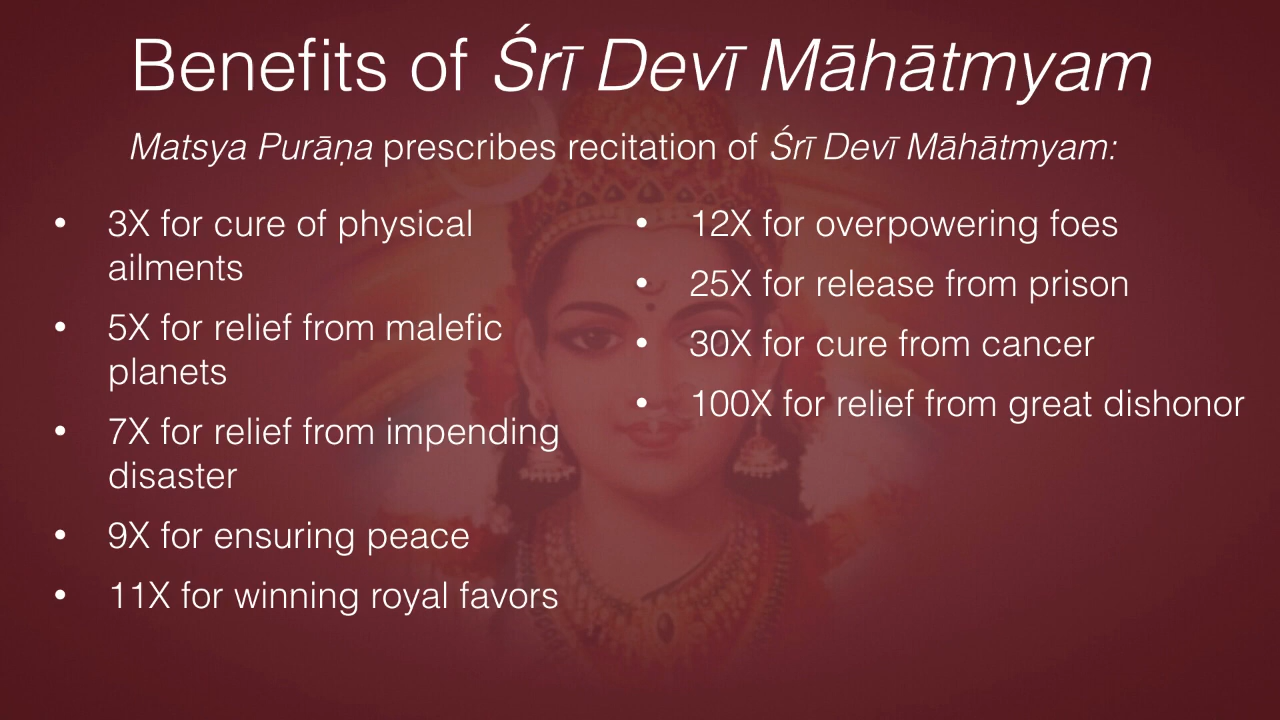 Benefits of Śrī Devī Māhātmyam
Matsya Purāṇa prescribes recitation of Śrī Devī Māhātmyam:
• 3X for cure of physical
ailments
• 5X for relief from malefic
planets
• 7X for relief from impending
disaster
• 9X for ensuring peace
• 11X for winning royal favors
• 12X for overpowering foes
• 25X for release from prison
• 30X for cure from cancer
• 100X for relief from great dishonor